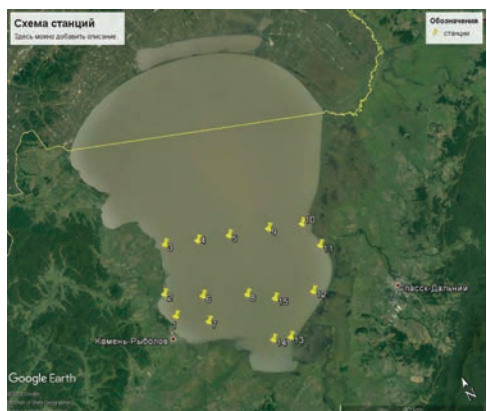 Схема станций
Здесь можно добавить описание
Обозначения
станции
10
9
5
4
3
11
12
2
6
8
15
1
7
Спасск-Дальний
Камень-Рыболов
14
13
Google Earth
N